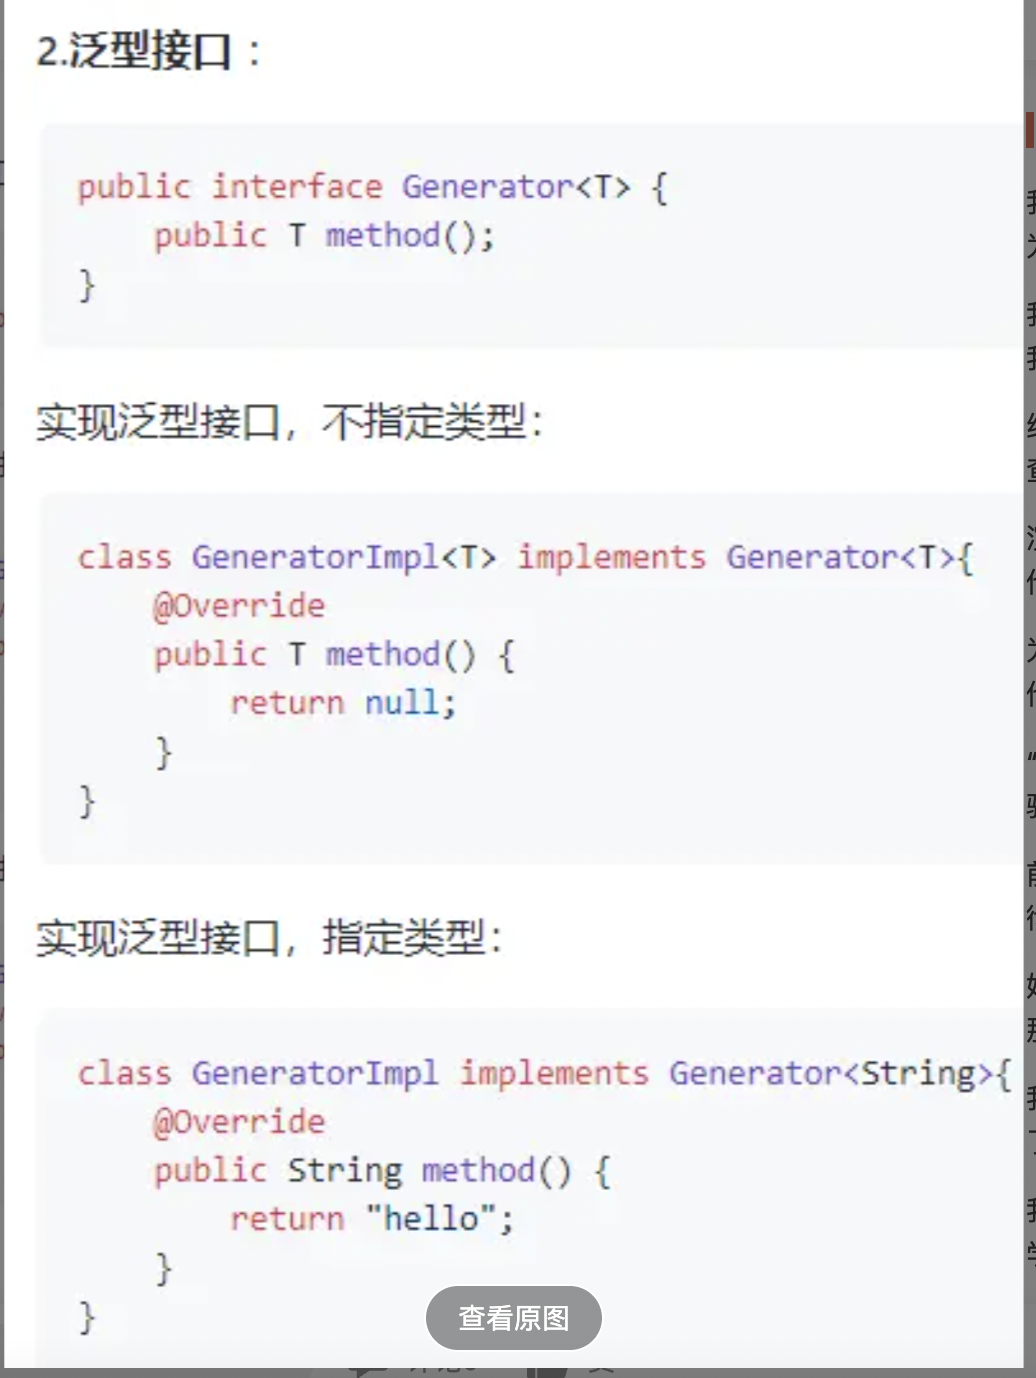 2.泛型接口：
public interface Generator<T> {
    public T method();
}
实现泛型接口，不指定类型：
class GeneratorImpl<T> implements Generator<T>{
    @Override
    public T method() {
        return null;
    }
}
实现泛型接口，指定类型：
class GeneratorImpl implements Generator<String>{
    @Override
    public String method() {
        return "hello";
    }
}
查看原图